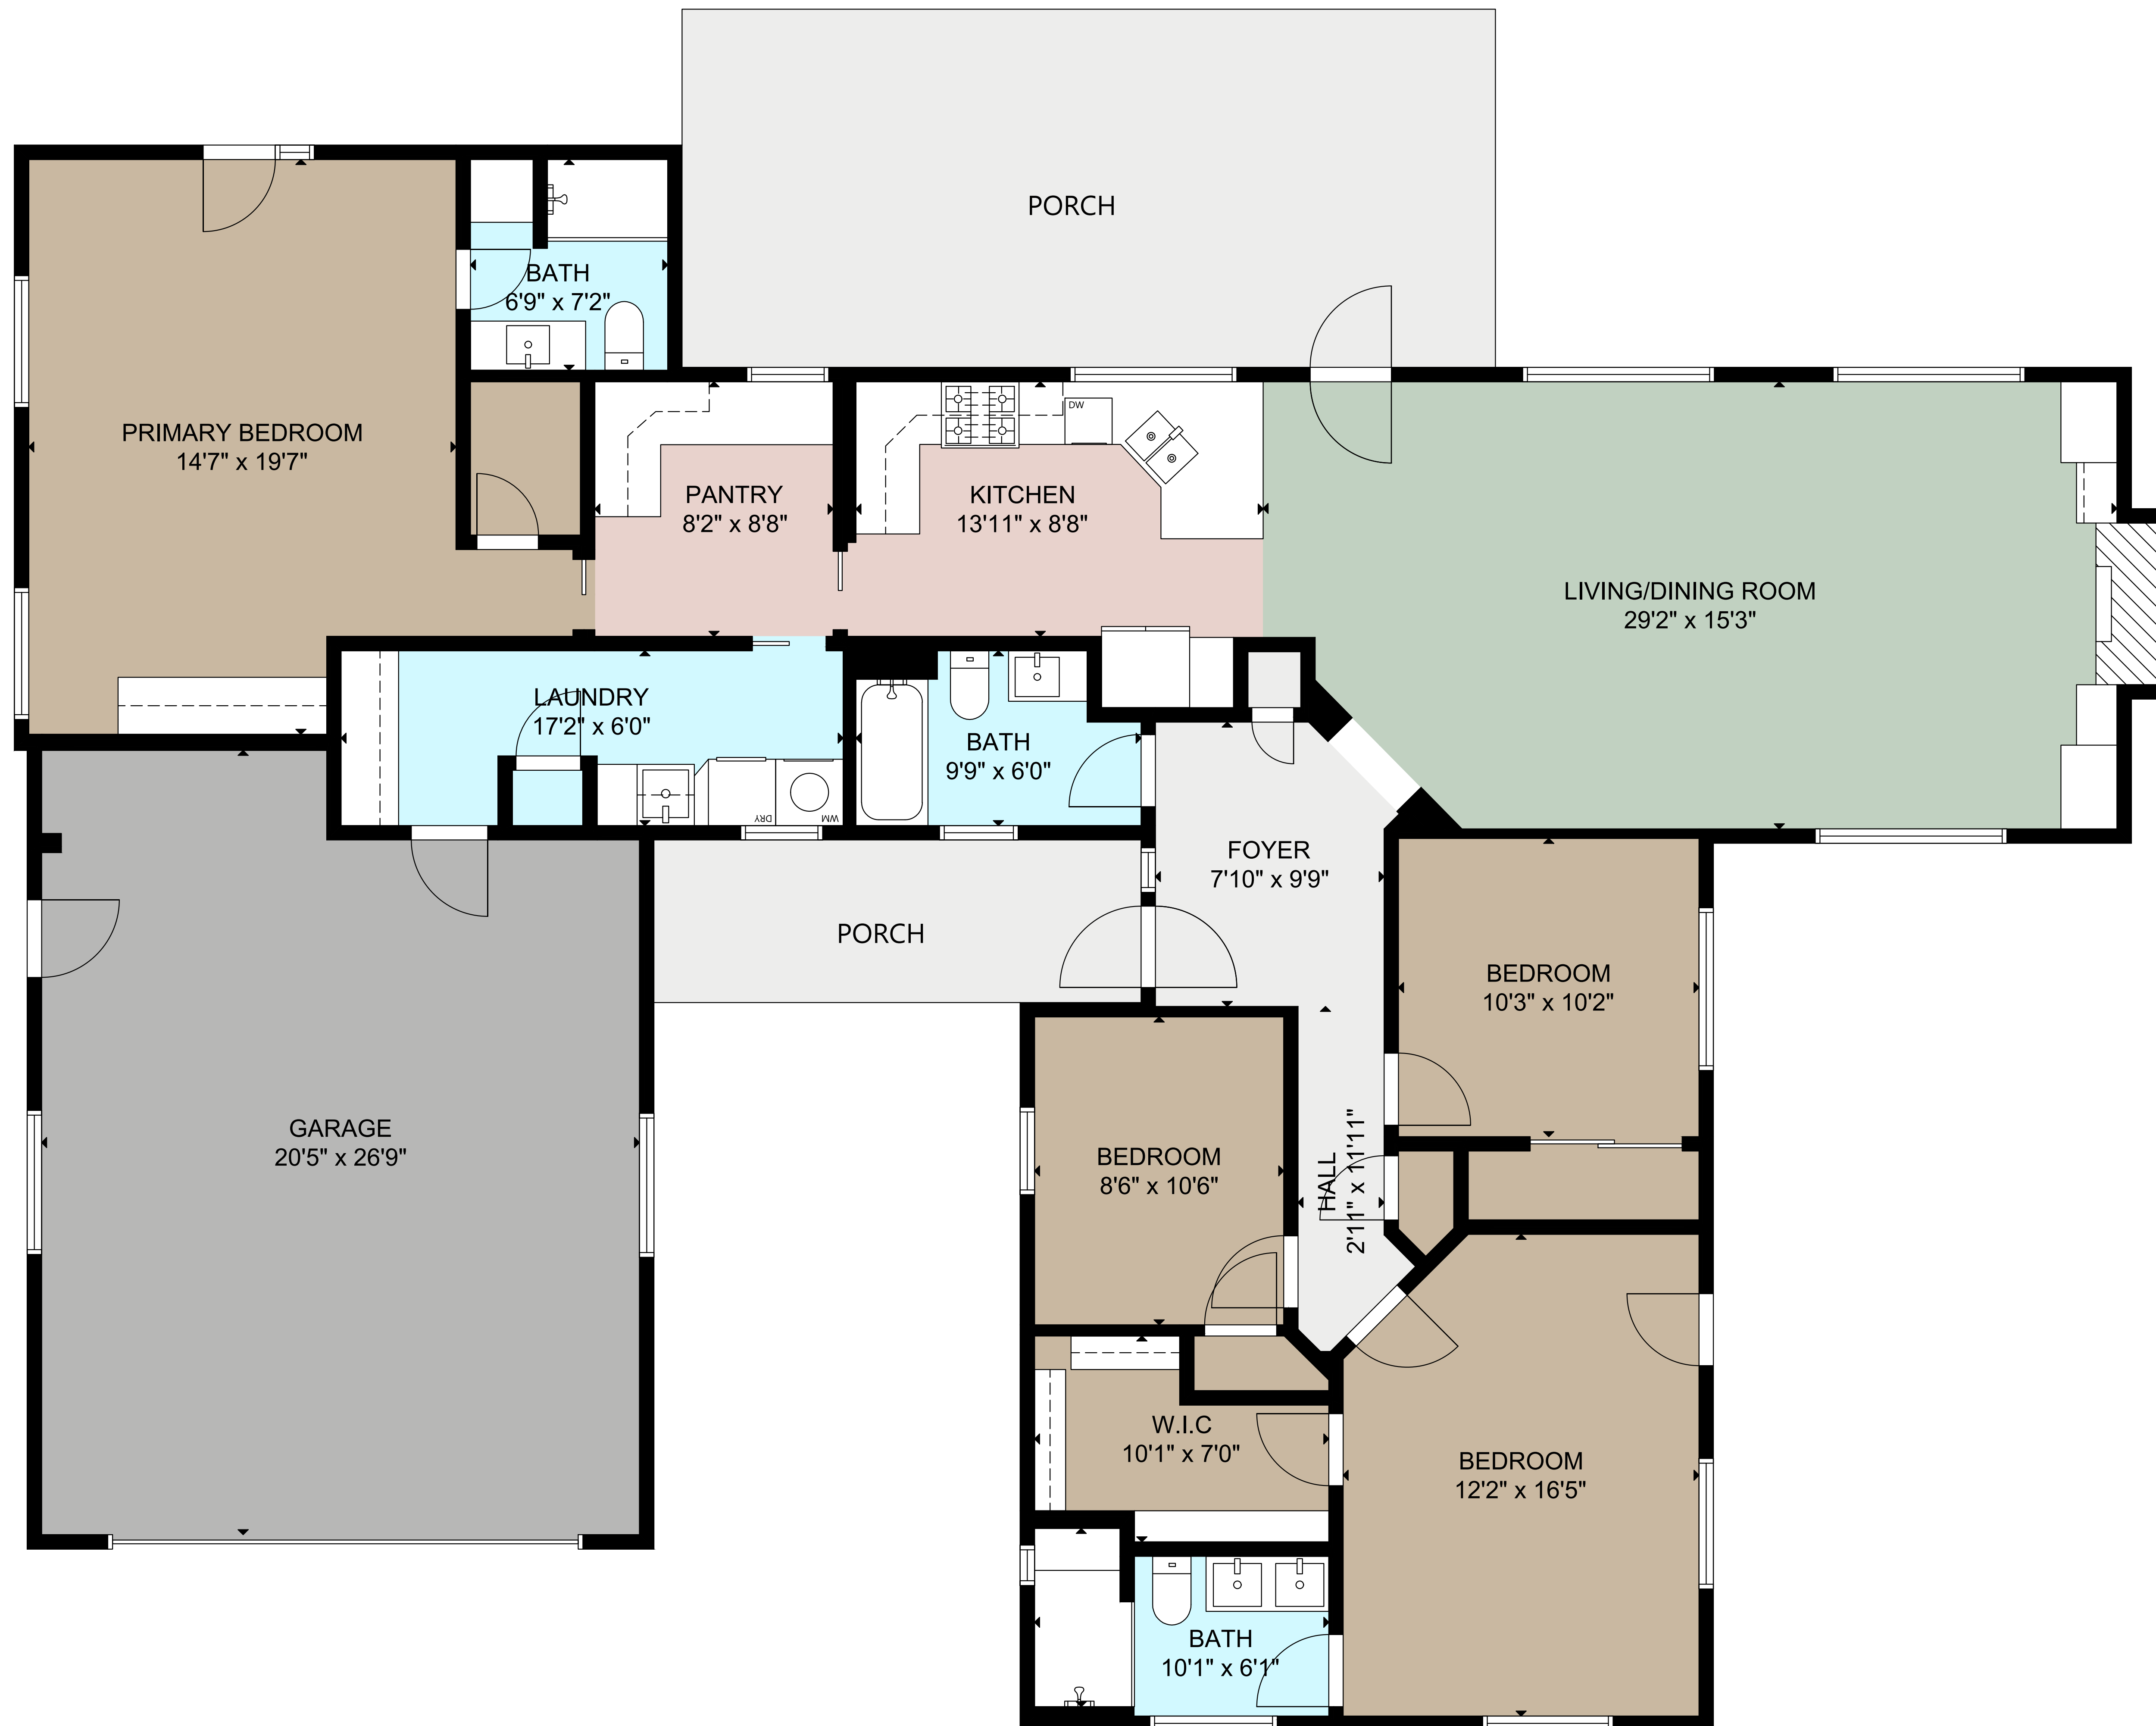 PORCH
BATH
6'9" x 7'2"
PRIMARY BEDROOM
14'7" x 19'7"
DW
PANTRY
8'2" x 8'8"
KITCHEN
13'11" x 8'8"
LIVING/DINING ROOM
29'2" x 15'3"
LAUNDRY
17'2" x 6'0"
BATH
9'9" x 6'0"
DRY
WM
FOYER
7'10" x 9'9"
PORCH
BEDROOM
10'3" x 10'2"
GARAGE
20'5" x 26'9"
BEDROOM
8'6" x 10'6"
HALL
2'11" x 11'11"
W.I.C
10'1" x 7'0"
BEDROOM
12'2" x 16'5"
BATH
10'1" x 6'1"